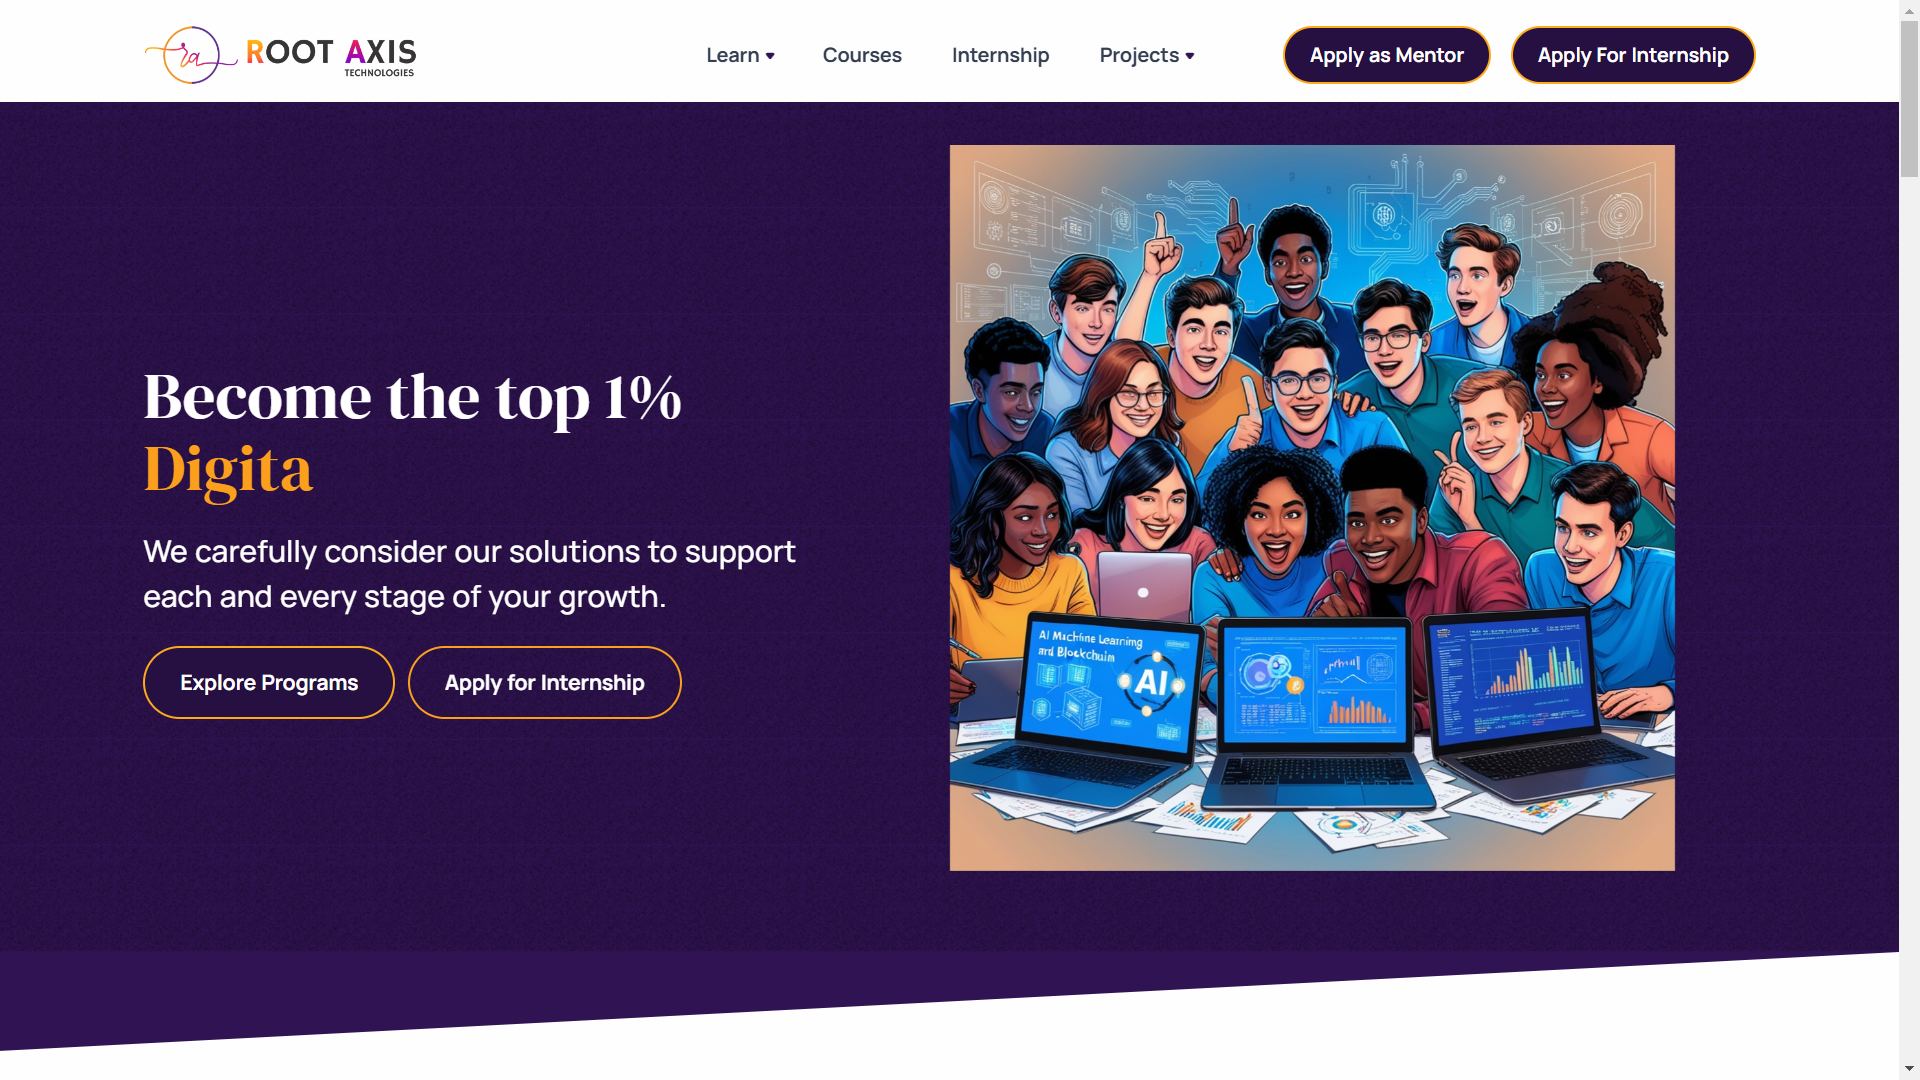 ra ROOT AXIS
TECHNOLOGIES
Learn
Courses
Internship
Projects
Apply as Mentor
Apply For Internship
Become the top 1%
Digita
We carefully consider our solutions to support
each and every stage of your growth.
Explore Programs
Apply for Internship
AI Machine Learning
and Blockchain
AI